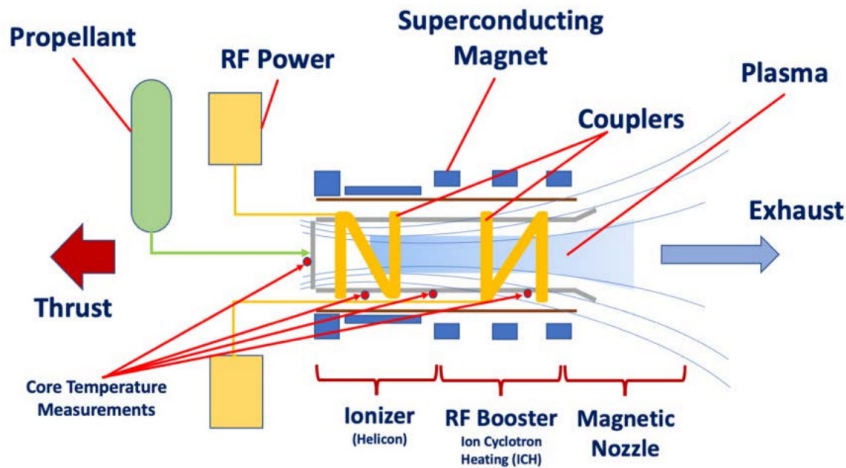 Propellant
RF Power
Superconducting
Magnet
Plasma
Couplers
Exhaust
Thrust
Core Temperature
Measurements
Ionizer
(Helicon)
RF Booster
Ion Cyclotron
Heating (ICH)
Magnetic
Nozzle